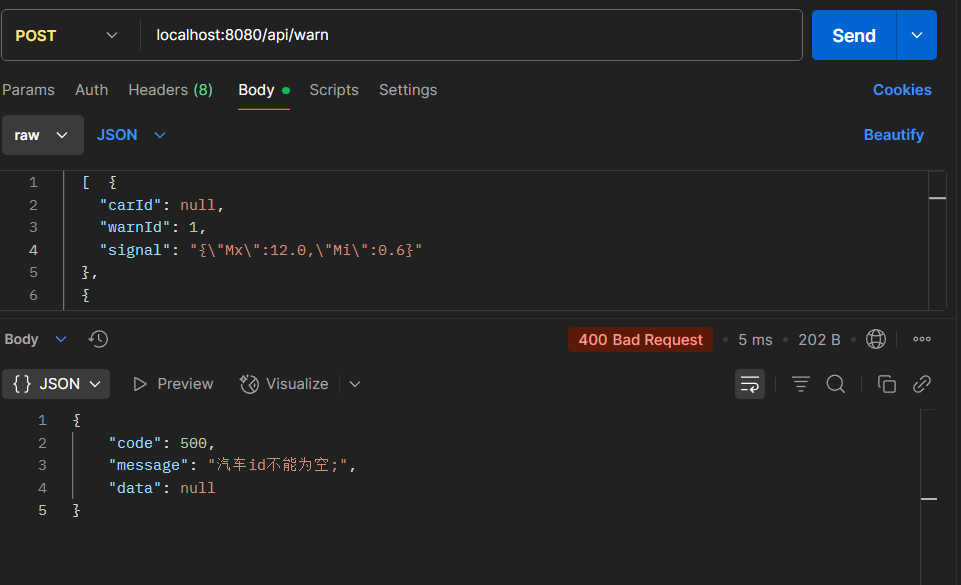 POST localhost:8080/api/warn Send
Params Auth Headers (8) Body Scripts Settings Cookies
raw JSON Beautify
1 [ {
2 "carId": null,
3 "warnId": 1,
4 "signal": "{\"Mx\":12.0,\"Mi\":0.6}"
5 },
6 {
Body 400 Bad Request 5 ms 202 B
{} JSON Preview Visualize
1 {
2 "code": 500,
3 "message": "汽车id不能为空;",
4 "data": null
5 }